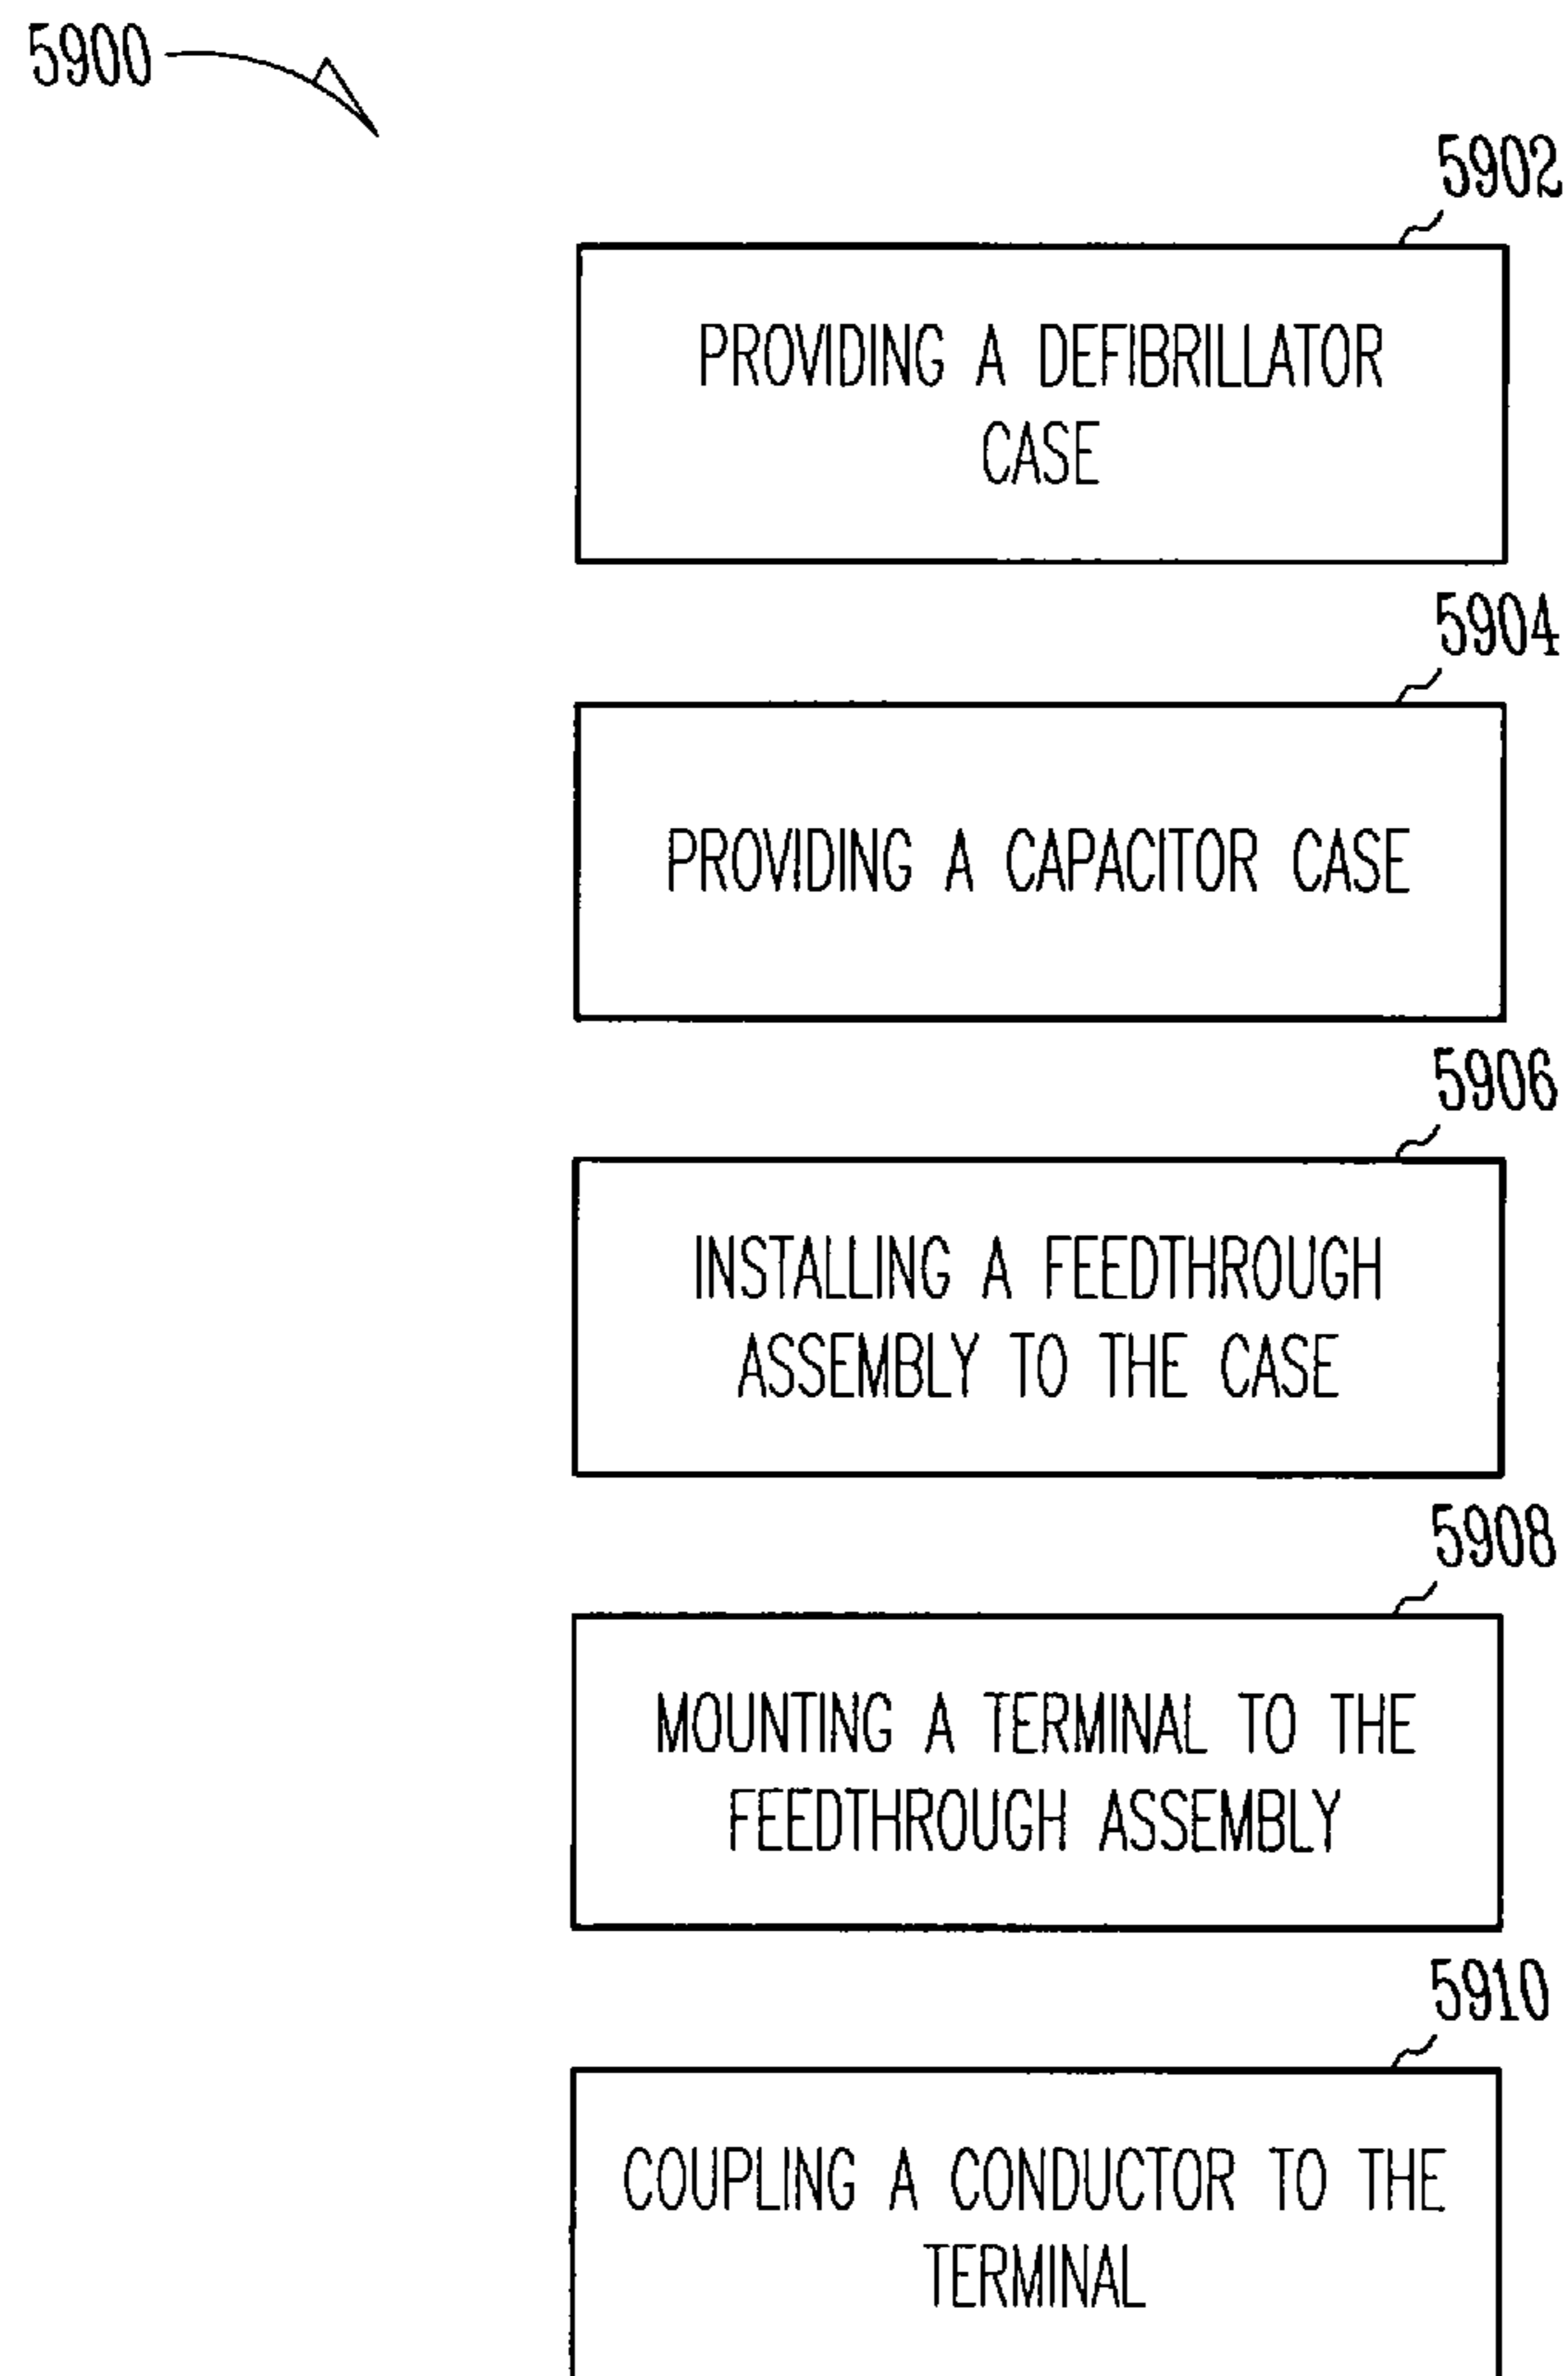 5900
5902
PROVIDING A DEFIBRILLATOR
CASE
5904
PROVIDING A CAPACITOR CASE
5906
INSTALLING A FEEDTHROUGH
ASSEMBLY TO THE CASE
5908
MOUNTING A TERMINAL TO THE
FEEDTHROUGH ASSEMBLY
5910
COUPLING A CONDUCTOR TO THE
TERMINAL